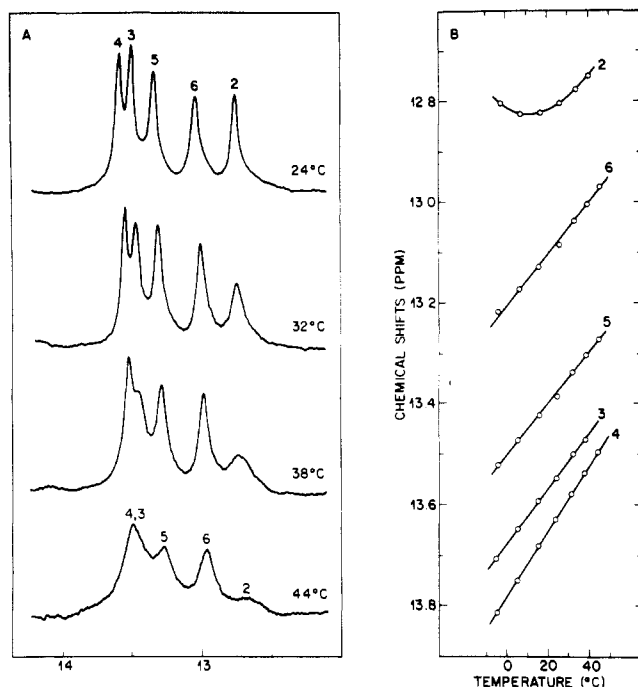 A
4 3 5 6 2
24°C
32°C
38°C
4,3
5
6
2
44°C
14 13
B
12.8
13.0
13.2
13.4
13.6
13.8
CHEMICAL SHIFTS (PPM)
2
6
5
3
4
0 20 40
TEMPERATURE (°C)